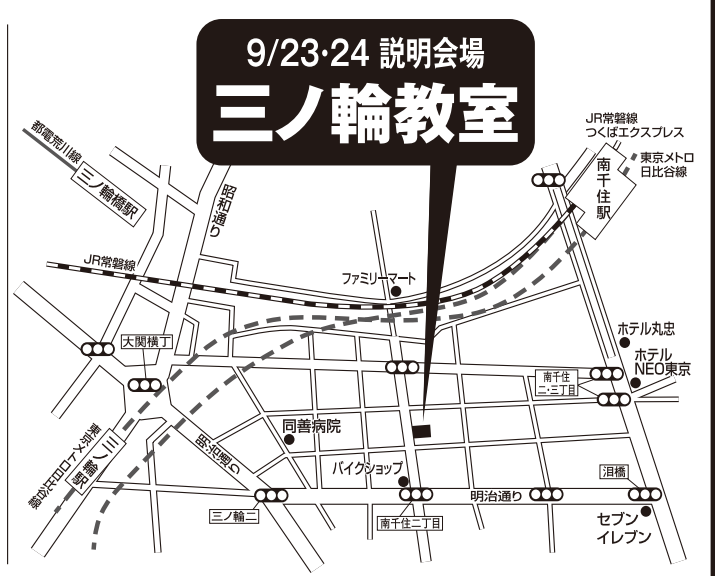 9/23・24 説明会場
三ノ輪教室
JR常磐線
つくばエクスプレス
東京メトロ
日比谷線
南千住駅
都電荒川線
三ノ輪橋駅
昭和通り
JR常磐線
ファミリーマート
大関横丁
ホテル丸忠
ホテル
NEO東京
南千住
二・三丁目
同善病院
三ノ輪駅
東京メトロ日比谷線
明治通り
バイクショップ
明治通り
泪橋
三ノ輪二
南千住二丁目
セブン
イレブン